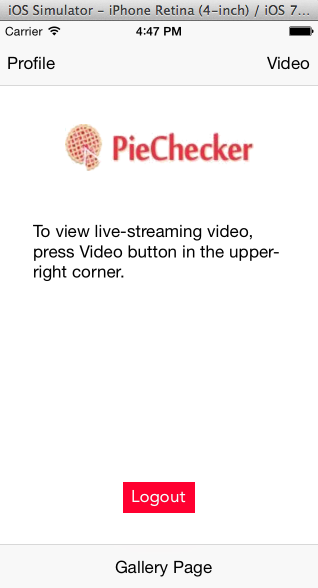 iOS Simulator - iPhone Retina (4-inch) / iOS 7...
Carrier 4:47 PM
Profile Video
PieChecker
To view live-streaming video,
press Video button in the upper-
right corner.
Logout
Gallery Page